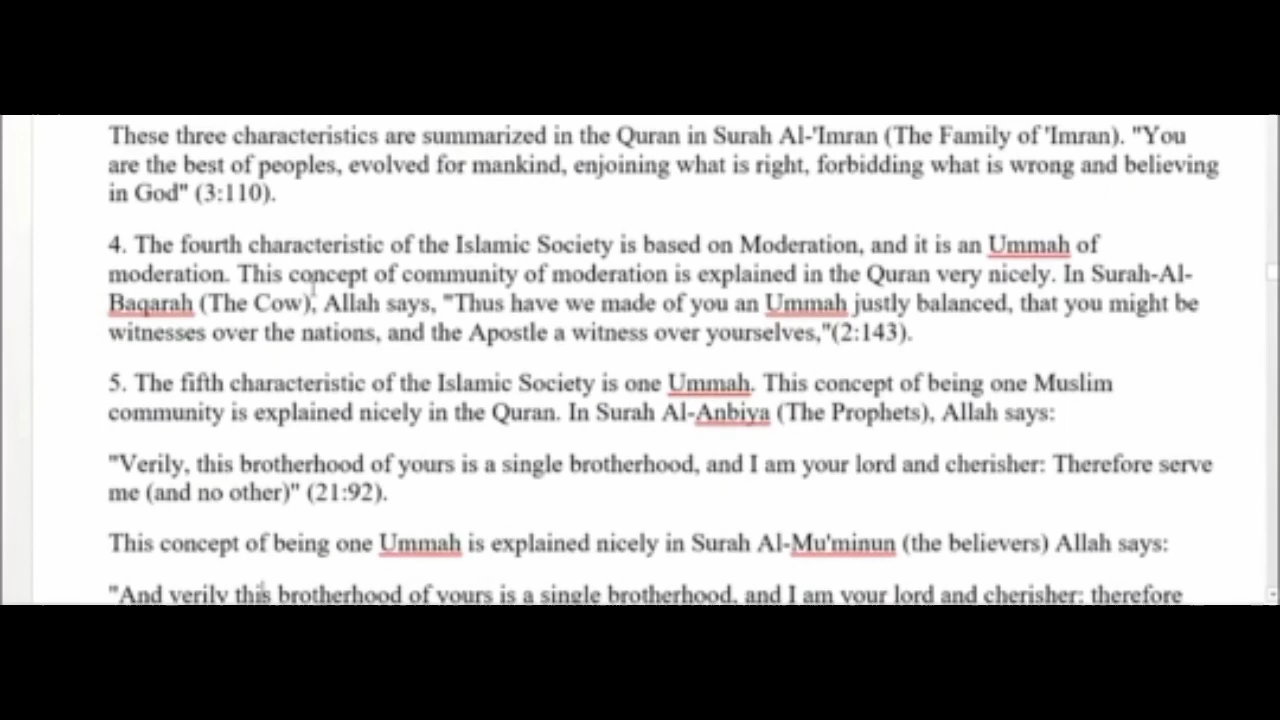 These three characteristics are summarized in the Quran in Surah Al-'Imran (The Family of 'Imran). "You
are the best of peoples, evolved for mankind, enjoining what is right, forbidding what is wrong and believing
in God" (3:110).
4. The fourth characteristic of the Islamic Society is based on Moderation, and it is an Ummah of
moderation. This concept of community of moderation is explained in the Quran very nicely. In Surah-Al-
Baqarah (The Cow), Allah says, "Thus have we made of you an Ummah justly balanced, that you might be
witnesses over the nations, and the Apostle a witness over yourselves,"(2:143).
5. The fifth characteristic of the Islamic Society is one Ummah. This concept of being one Muslim
community is explained nicely in the Quran. In Surah Al-Anbiya (The Prophets), Allah says:
"Verily, this brotherhood of yours is a single brotherhood, and I am your lord and cherisher: Therefore serve
me (and no other)" (21:92).
This concept of being one Ummah is explained nicely in Surah Al-Mu'minun (the believers) Allah says:
"And verily this brotherhood of yours is a single brotherhood, and I am your lord and cherisher: therefore